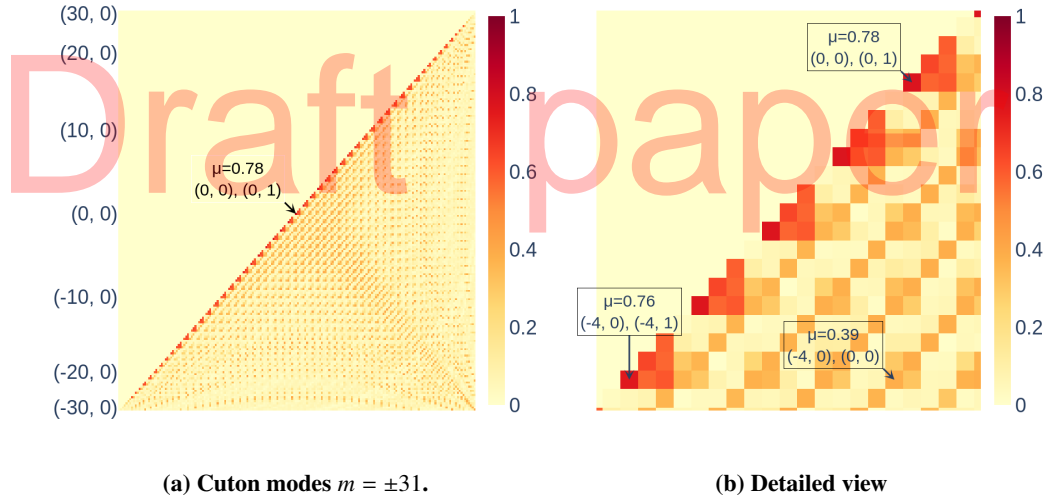 (30, 0)
(20, 0)
(10, 0)
(0, 0)
(-10, 0)
(-20, 0)
(-30, 0)
μ=0.78
(0, 0), (0, 1)
1
0.8
0.6
0.4
0.2
0
μ=0.78
(0, 0), (0, 1)
μ=0.76
(-4, 0), (-4, 1)
μ=0.39
(-4, 0), (0, 0)
1
0.8
0.6
0.4
0.2
0
Draft paper
(a) Cuton modes m = ±31.
(b) Detailed view